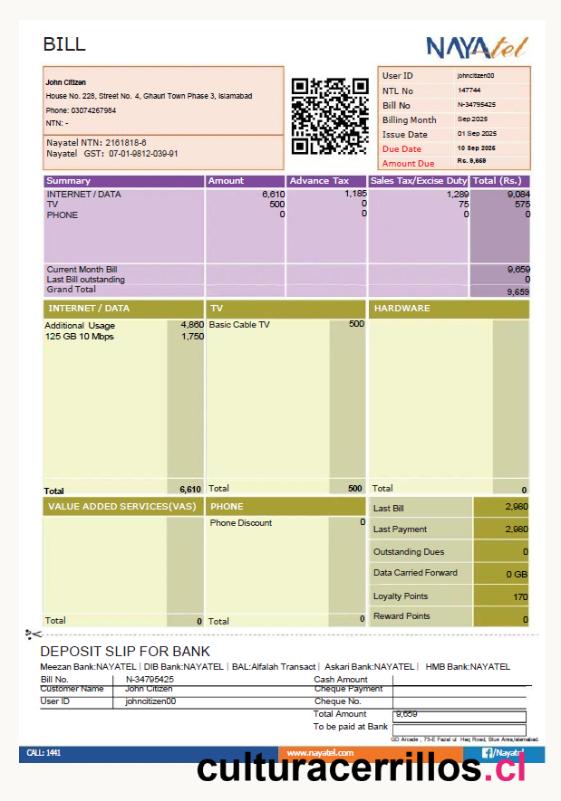 BILL
NAYAtel
John Citizen
House No. 228, Street No. 4, Ghauri Town Phase 3, Islamabad
Phone: 03074267984
NTN: -
Nayatel NTN: 2161818-6
Nayatel GST: 07-01-9812-039-91
User ID johncitizen00
NTL No 147744
Bill No N-34795425
Billing Month Sep 2025
Issue Date 01 Sep 2025
Due Date 10 Sep 2025
Amount Due Rs. 9,659
Summary Amount Advance Tax Sales Tax/Excise Duty Total (Rs.)
INTERNET / DATA 6,610 1,185 1,289 9,084
TV 500 0 75 575
PHONE 0 0 0 0
Current Month Bill 9,659
Last Bill outstanding 0
Grand Total 9,659
INTERNET / DATA TV HARDWARE
Additional Usage 4,860 Basic Cable TV 500
125 GB 10 Mbps 1,750
Total 6,610 Total 500 Total 0
VALUE ADDED SERVICES(VAS) PHONE
Phone Discount 0
Total 0 Total 0
Last Bill 2,980
Last Payment 2,980
Outstanding Dues 0
Data Carried Forward 0 GB
Loyalty Points 170
Reward Points 0
DEPOSIT SLIP FOR BANK
Meezan Bank:NAYATEL | DIB Bank:NAYATEL | BAL:Alfalah Transact | Askari Bank:NAYATEL | HMB Bank:NAYATEL
Bill No. N-34795425 Cash Amount
Customer Name John Citizen Cheque Payment
User ID johncitizen00 Cheque No.
Total Amount 9,659
To be paid at Bank
GD Arcade , 73-E Fazal ul Haq Road, Blue Area,Islamabad.
CALL: 1441 www.nayatel.com /Nayatel
culturacerrillos.cl